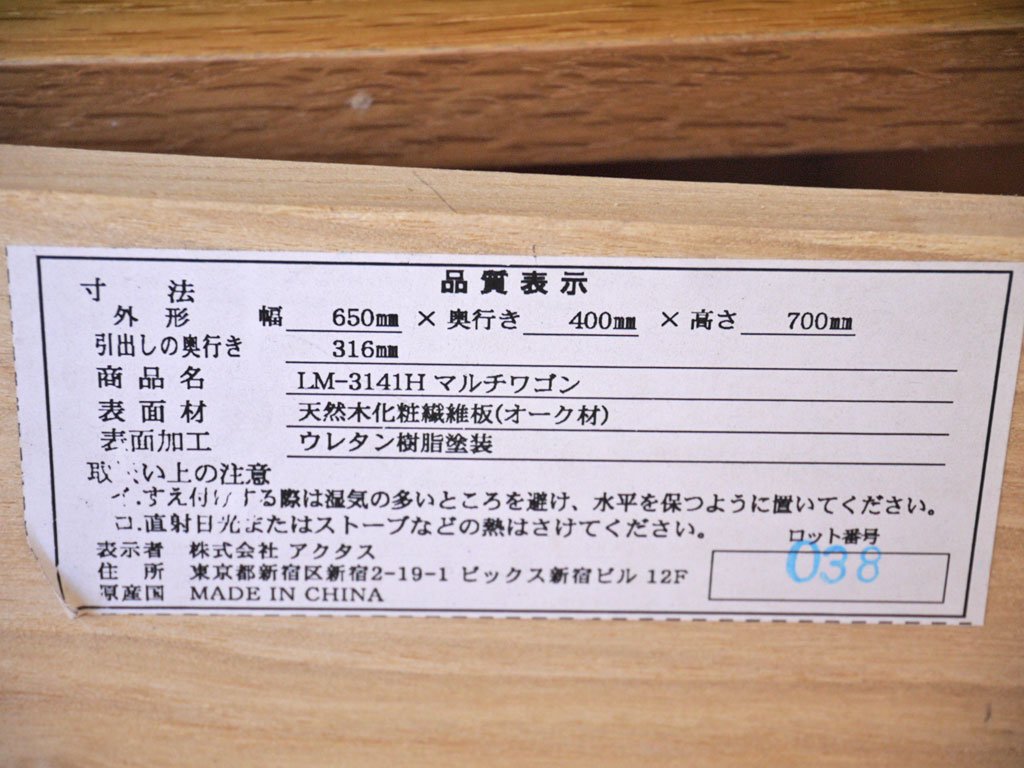 品質表示
寸法
外形 幅 650mm × 奥行き 400mm × 高さ 700mm
引出しの奥行き 316mm
商品名 LM-3141H マルチワゴン
表面材 天然木化粧繊維板(オーク材)
表面加工 ウレタン樹脂塗装
取 い上の注意
イ.すえ付けする際は湿気の多いところを避け、水平を保つように置いてください。
ロ.直射日光またはストーブなどの熱はさけてください。
ロット番号
038
表示者 株式会社 アクタス
住所 東京都新宿区新宿2-19-1 ビックス新宿ビル 12F
原産国 MADE IN CHINA